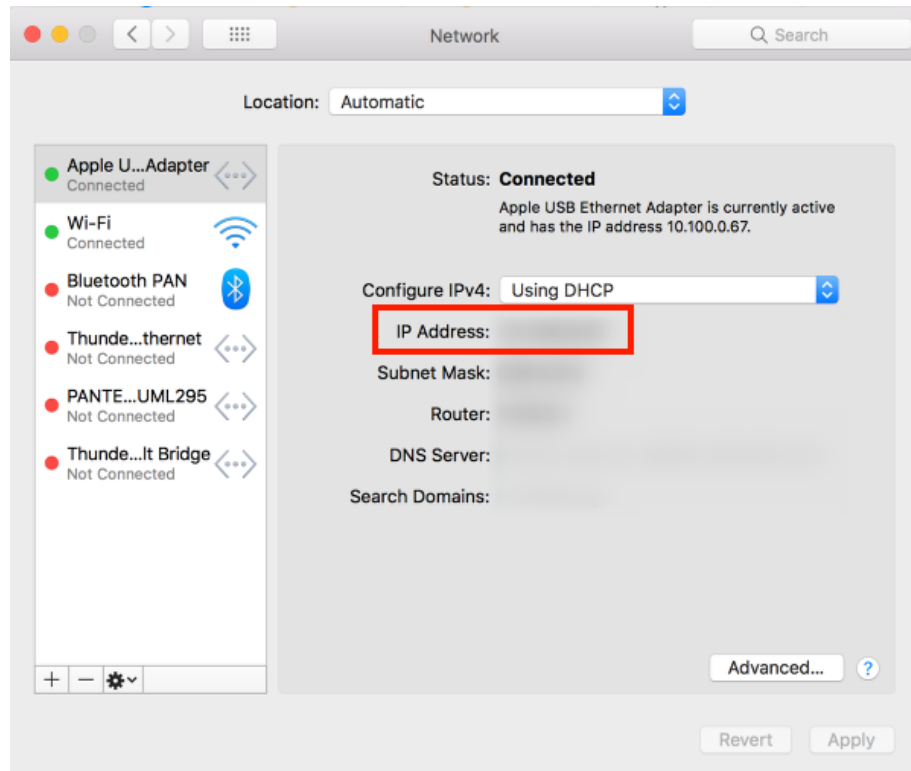 Network
Search
Location: Automatic
Apple U...Adapter
Connected
Wi-Fi
Connected
Bluetooth PAN
Not Connected
Thunde...thernet
Not Connected
PANTE...UML295
Not Connected
Thunde...lt Bridge
Not Connected
Status: Connected
Apple USB Ethernet Adapter is currently active
and has the IP address 10.100.0.67.
Configure IPv4: Using DHCP
IP Address:
Subnet Mask:
Router:
DNS Server:
Search Domains:
Advanced...
?
Revert
Apply